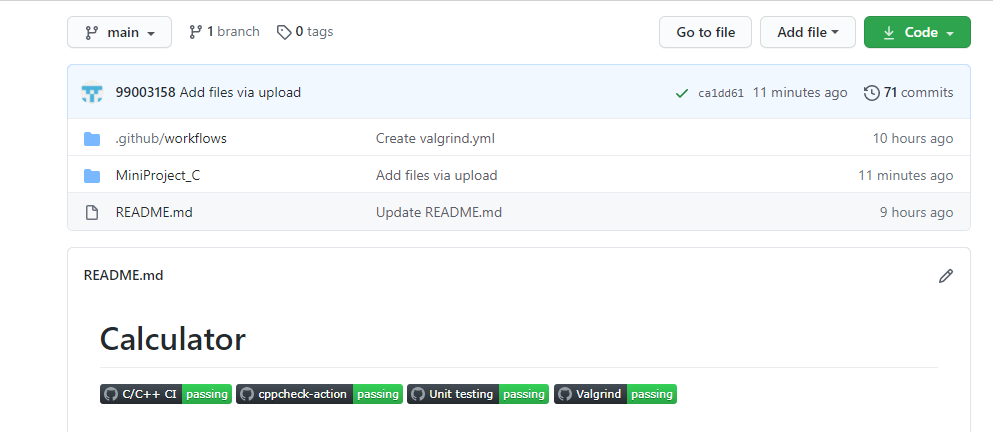 main 1 branch 0 tags Go to file Add file Code
99003158 Add files via upload ca1dd61 11 minutes ago 71 commits
.github/workflows Create valgrind.yml 10 hours ago
MiniProject_C Add files via upload 11 minutes ago
README.md Update README.md 9 hours ago
README.md
Calculator
C/C++ CI passing cppcheck-action passing Unit testing passing Valgrind passing